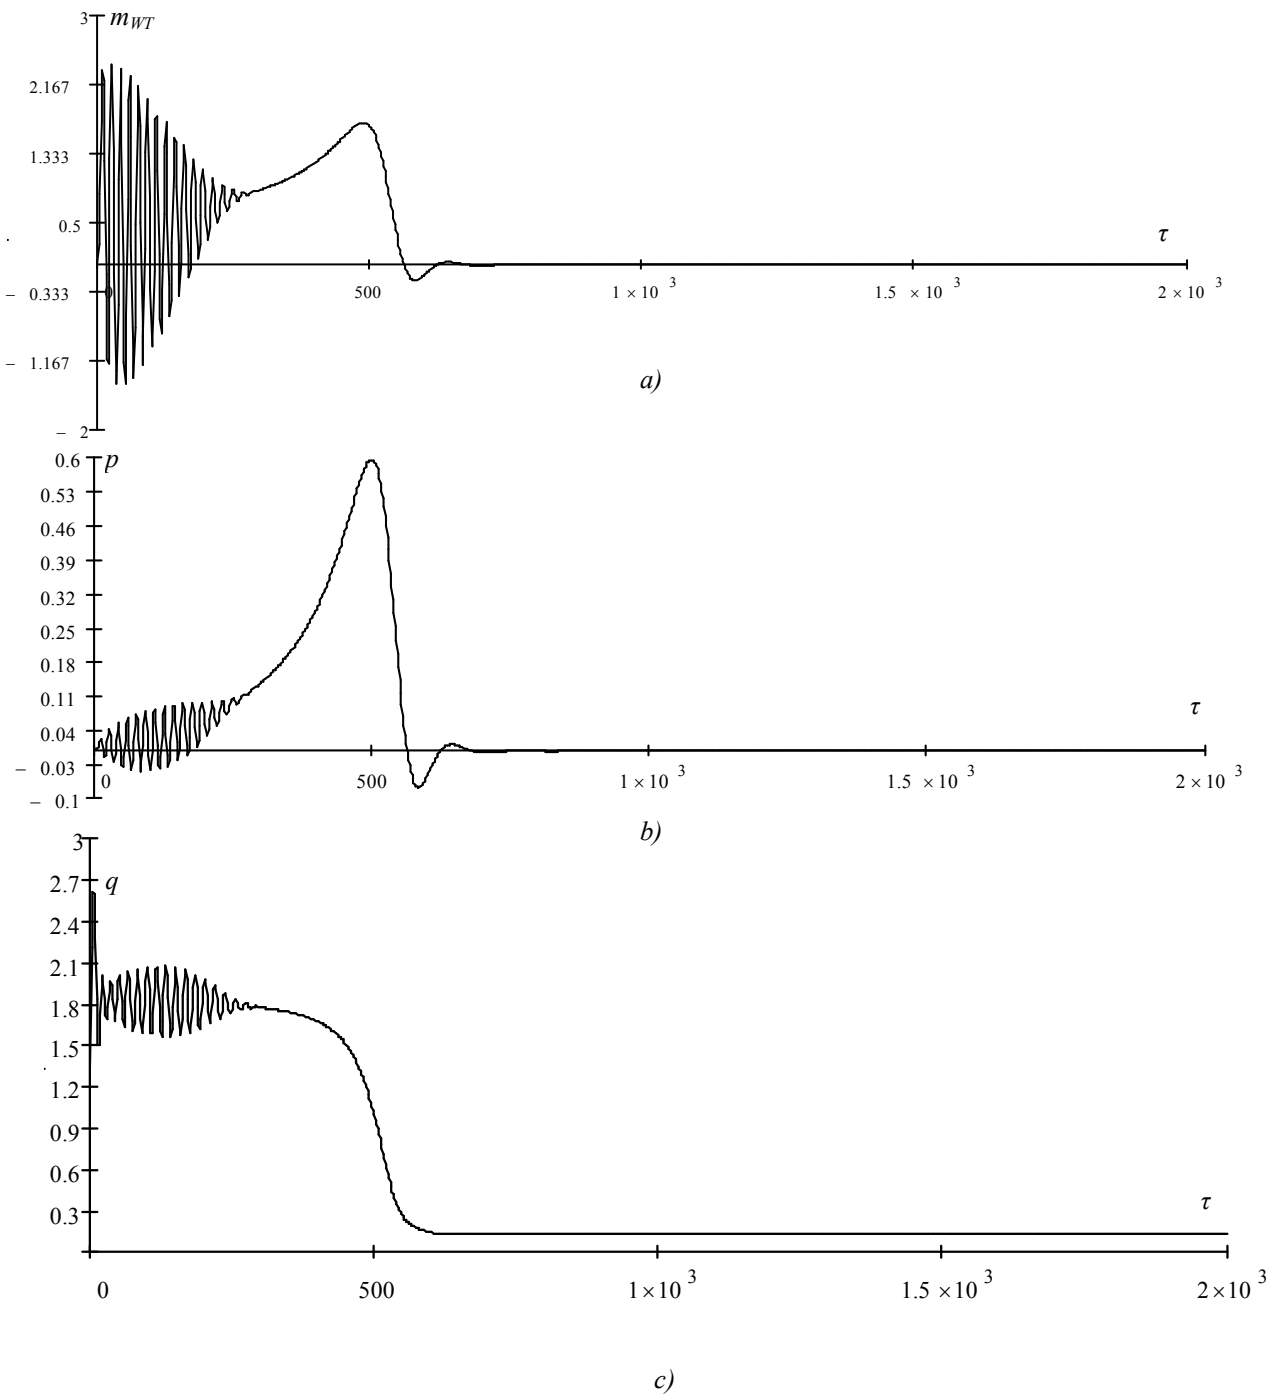 3 m_WT
2.167
1.333
0.5
τ
– 0.333
0 500 1 × 10 3 1.5 × 10 3 2 × 10 3
– 1.167
a)
– 2
0.6 p
0.53
0.46
0.39
0.32
0.25
0.18
0.11
τ
0.04
– 0.03
0 500 1 × 10 3 1.5 × 10 3 2 × 10 3
– 0.1
b)
3
2.7 q
2.4
2.1
1.8
1.5
1.2
0.9
0.6
τ
0.3
0 500 1×10 3 1.5×10 3 2×10 3
c)